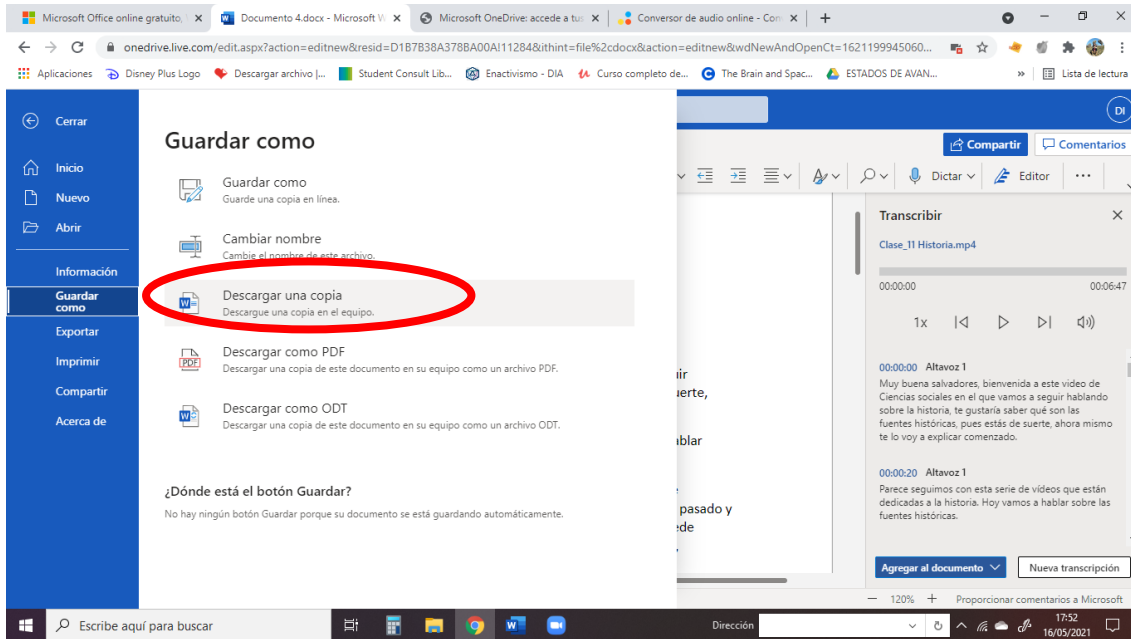 Microsoft Office online gratuito,
Documento 4.docx - Microsoft W
Microsoft OneDrive: accede a tus
Conversor de audio online - Con
onedrive.live.com/edit.aspx?action=editnew&resid=D1B7B38A378BA00A!11284&ithint=file%2cdocx&action=editnew&wdNewAndOpenCt=1621199945060...
Aplicaciones
Disney Plus Logo
Descargar archivo |...
Student Consult Lib...
Enactivismo - DIA
Curso completo de...
The Brain and Spac...
ESTADOS DE AVAN...
»
Lista de lectura
Cerrar
Inicio
Nuevo
Abrir
Información
Guardar
como
Exportar
Imprimir
Compartir
Acerca de
Guardar como
Guardar como
Guarde una copia en línea.
Cambiar nombre
Cambie el nombre de este archivo.
Descargar una copia
Descargue una copia en el equipo.
Descargar como PDF
Descargar una copia de este documento en su equipo como un archivo PDF.
Descargar como ODT
Descargar una copia de este documento en su equipo como un archivo ODT.
¿Dónde está el botón Guardar?
No hay ningún botón Guardar porque su documento se está guardando automáticamente.
DI
Compartir
Comentarios
Dictar
Editor
ir
uerte,
ablar
pasado y
ede
Transcribir
Clase_11 Historia.mp4
00:00:00
00:06:47
1x
00:00:00 Altavoz 1
Muy buena salvadores, bienvenida a este video de
Ciencias sociales en el que vamos a seguir hablando
sobre la historia, te gustaría saber qué son las
fuentes históricas, pues estás de suerte, ahora mismo
te lo voy a explicar comenzado.
00:00:20 Altavoz 1
Parece seguimos con esta serie de vídeos que están
dedicadas a la historia. Hoy vamos a hablar sobre las
fuentes históricas.
Agregar al documento
Nueva transcripción
— 120% + Proporcionar comentarios a Microsoft
Escribe aquí para buscar
Dirección
17:52
16/05/2021